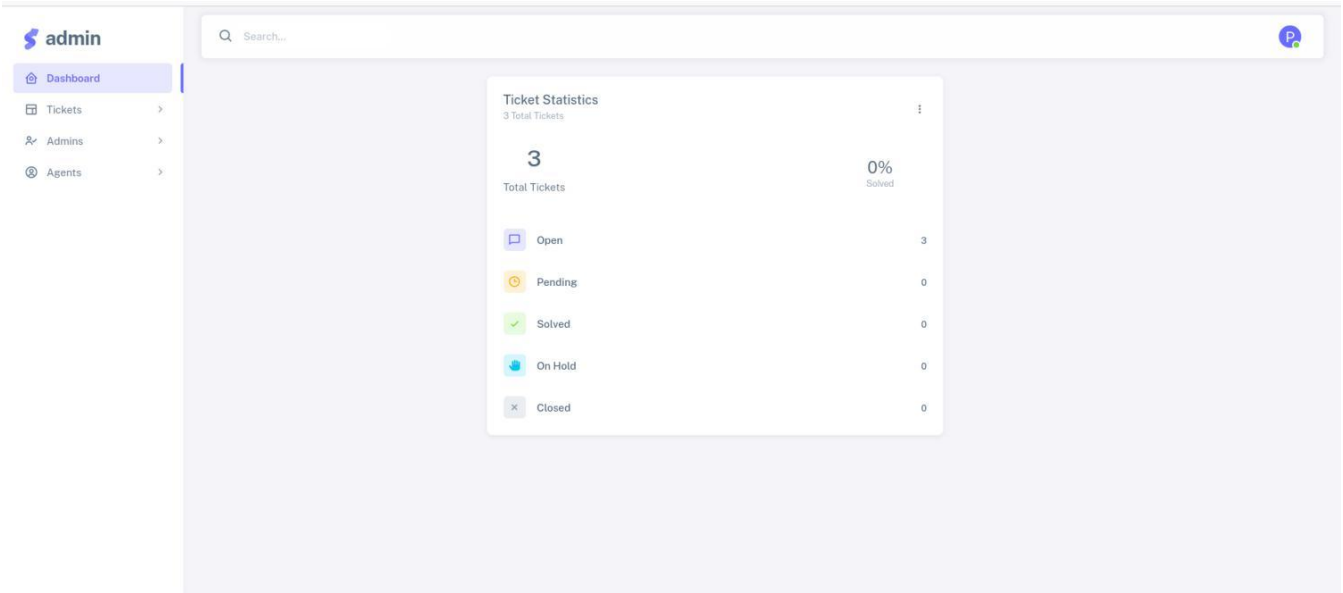 admin
Search...
P
Dashboard
Tickets
Admins
Agents
Ticket Statistics
3 Total Tickets
3
Total Tickets
0%
Solved
Open 3
Pending 0
Solved 0
On Hold 0
Closed 0